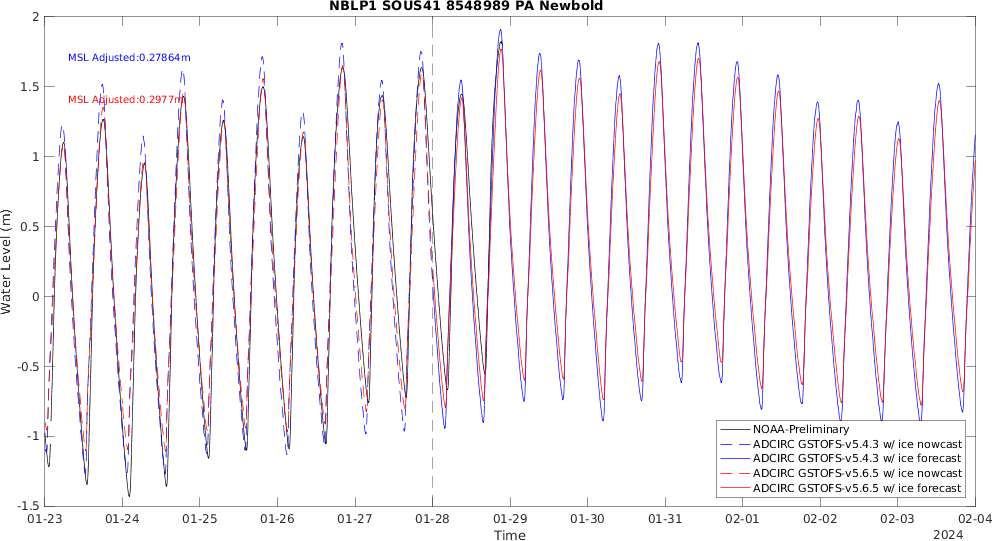 NBLP1 SOUS41 8548989 PA Newbold
2
1.5
1
0.5
0
-0.5
-1
-1.5
Water Level (m)
MSL Adjusted:0.27864m
MSL Adjusted:0.2977m
NOAA-Preliminary
ADCIRC GSTOFS-v5.4.3 w/ ice nowcast
ADCIRC GSTOFS-v5.4.3 w/ ice forecast
ADCIRC GSTOFS-v5.6.5 w/ ice nowcast
ADCIRC GSTOFS-v5.6.5 w/ ice forecast
01-23 01-24 01-25 01-26 01-27 01-28 01-29 01-30 01-31 02-01 02-02 02-03 02-04
Time
2024